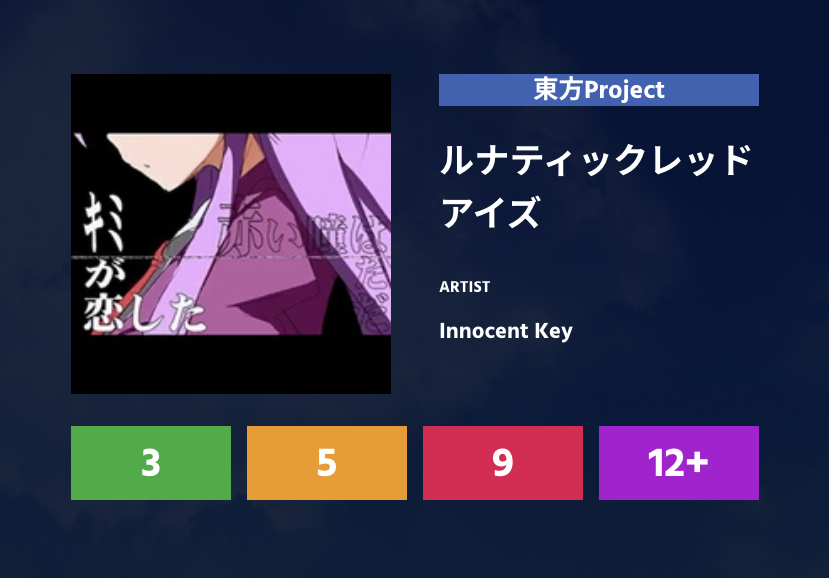 東方Project
ルナティックレッド
アイズ
ARTIST
Innocent Key
キミ
が
恋した
赤い瞳は
ただ
3
5
9
12+